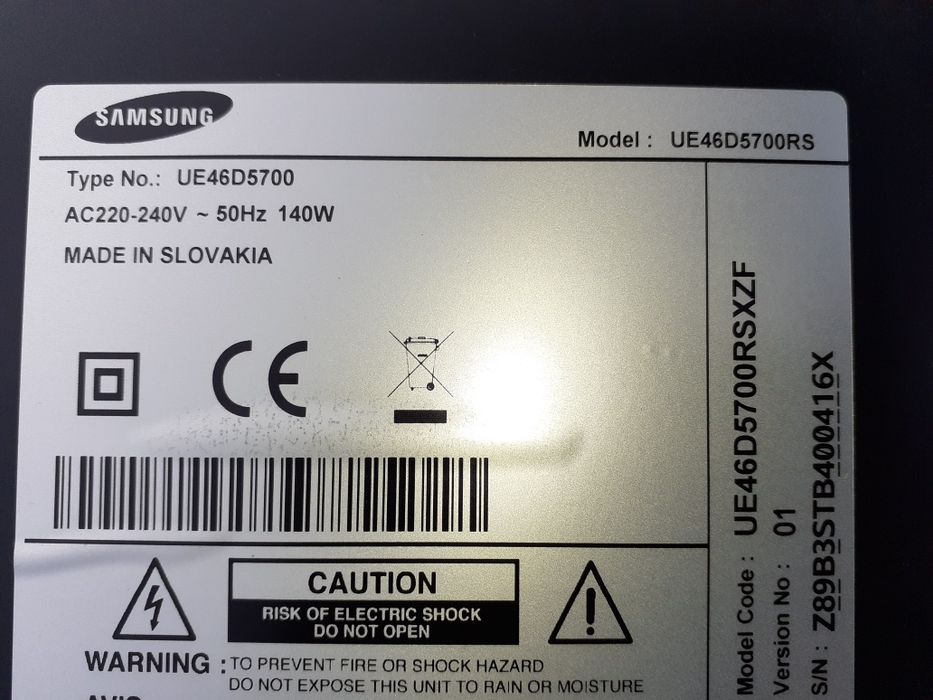 SAMSUNG
Model : UE46D5700RS
Type No.: UE46D5700
AC220-240V ~ 50Hz 140W
MADE IN SLOVAKIA
CE
CAUTION
RISK OF ELECTRIC SHOCK
DO NOT OPEN
WARNING : TO PREVENT FIRE OR SHOCK HAZARD
DO NOT EXPOSE THIS UNIT TO RAIN OR MOISTURE
AVIS
Model Code : UE46D5700RSXZF
Version No : 01
S/N : Z89B3STB400416X